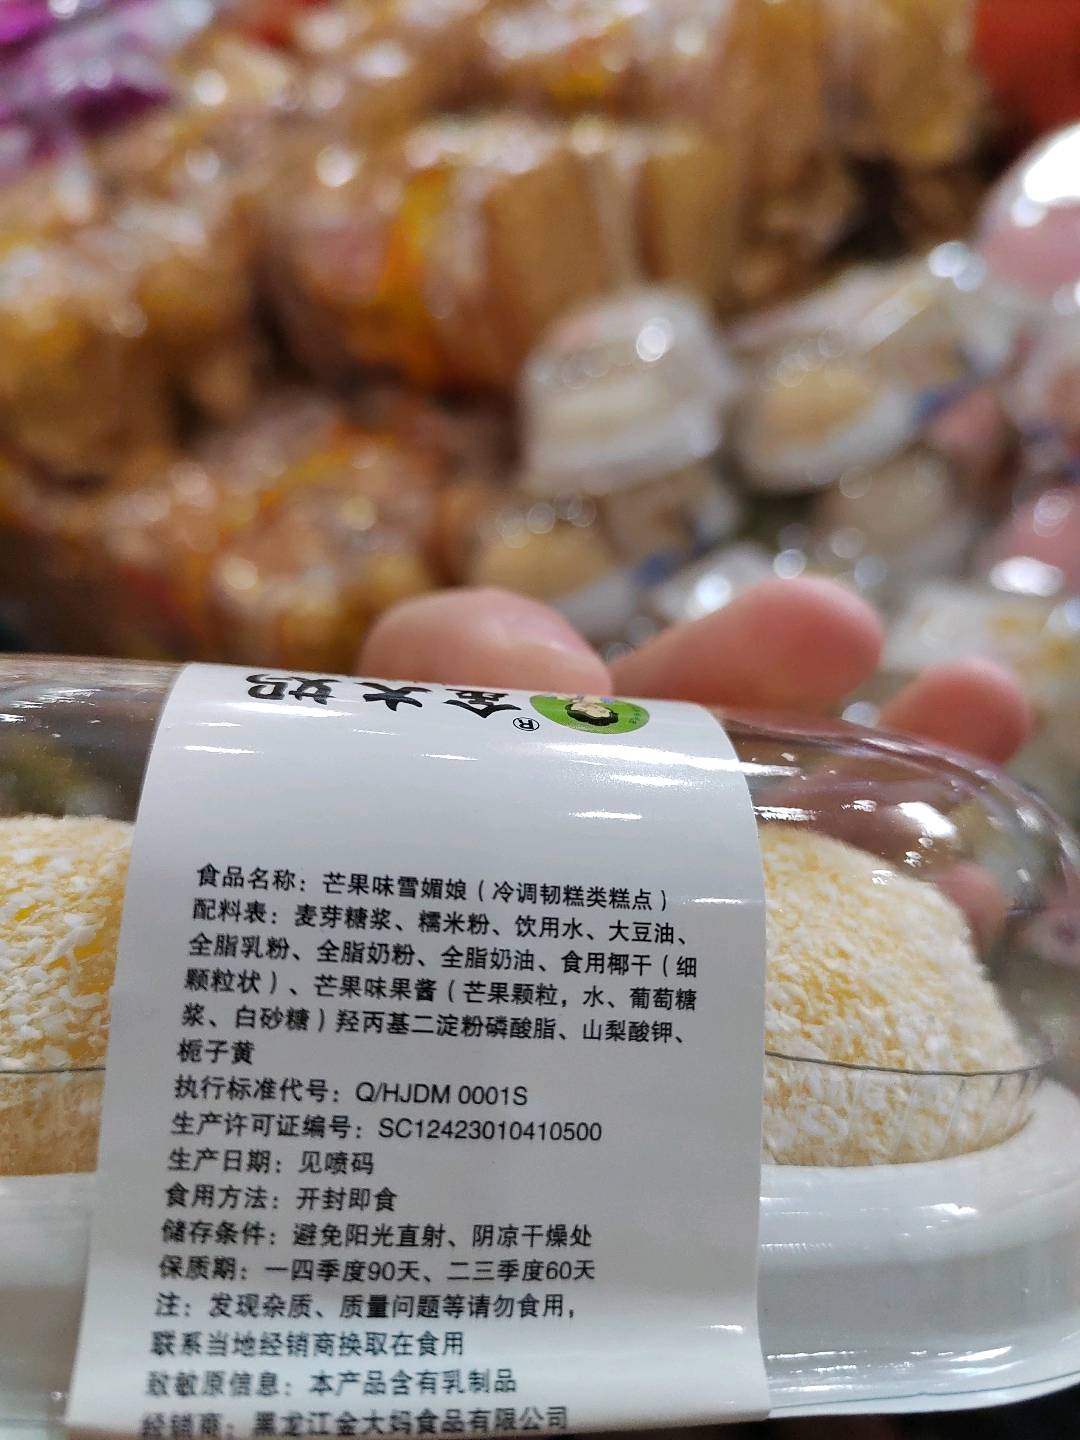 金大妈®
食品名称：芒果味雪媚娘（冷调韧糕类糕点）
配料表：麦芽糖浆、糯米粉、饮用水、大豆油、
全脂乳粉、全脂奶粉、全脂奶油、食用椰干（细
颗粒状）、芒果味果酱（芒果颗粒，水、葡萄糖
浆、白砂糖）羟丙基二淀粉磷酸脂、山梨酸钾、
栀子黄
执行标准代号：Q/HJDM 0001S
生产许可证编号：SC12423010410500
生产日期：见喷码
食用方法：开封即食
储存条件：避免阳光直射、阴凉干燥处
保质期：一四季度90天、二三季度60天
注：发现杂质、质量问题等请勿食用，
联系当地经销商换取在食用
致敏原信息：本产品含有乳制品
经销商：黑龙江金大妈食品有限公司